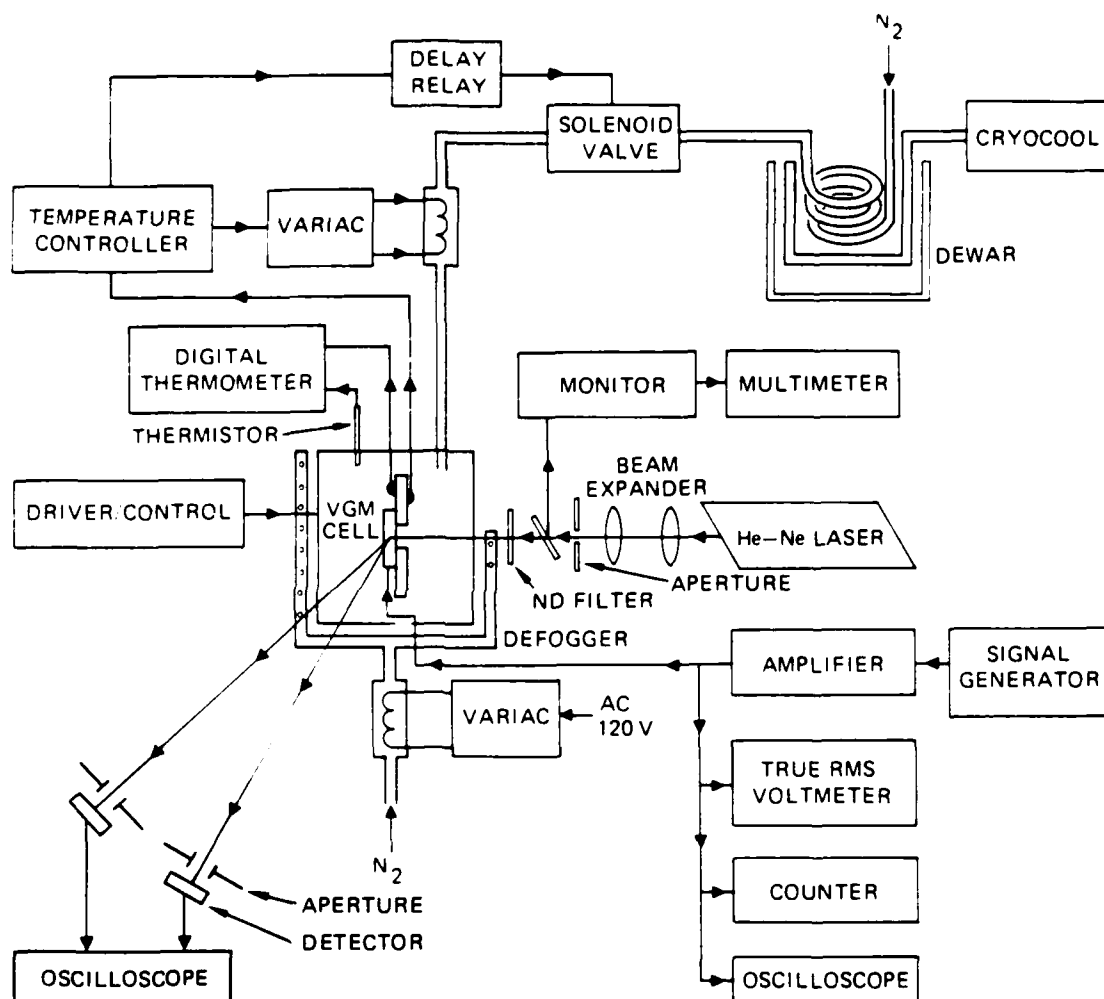 N2
DELAY
RELAY
SOLENOID
VALVE
CRYOCOOL
TEMPERATURE
CONTROLLER
VARIAC
DEWAR
DIGITAL
THERMOMETER
MONITOR
MULTIMETER
THERMISTOR
BEAM
EXPANDER
DRIVER/CONTROL
VGM
CELL
He–Ne LASER
APERTURE
ND FILTER
DEFOGGER
AMPLIFIER
SIGNAL
GENERATOR
VARIAC
AC
120 V
TRUE RMS
VOLTMETER
N2
COUNTER
APERTURE
DETECTOR
OSCILLOSCOPE
OSCILLOSCOPE